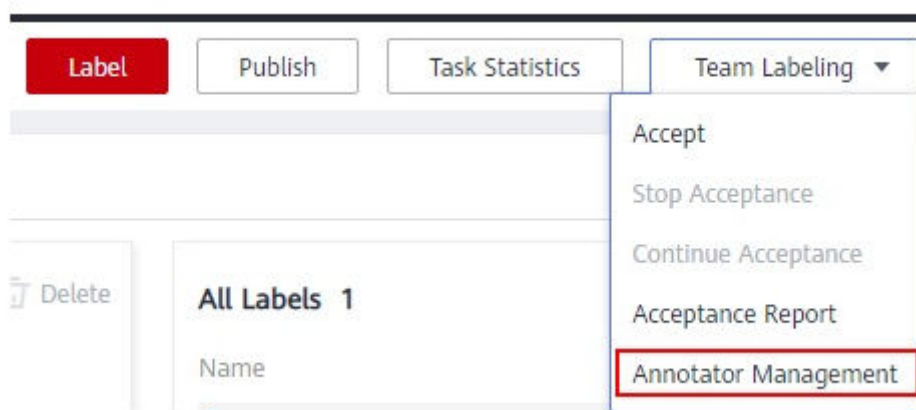 Label Publish Task Statistics Team Labeling
Accept
Stop Acceptance
Continue Acceptance
Delete
All Labels 1
Acceptance Report
Name
Annotator Management